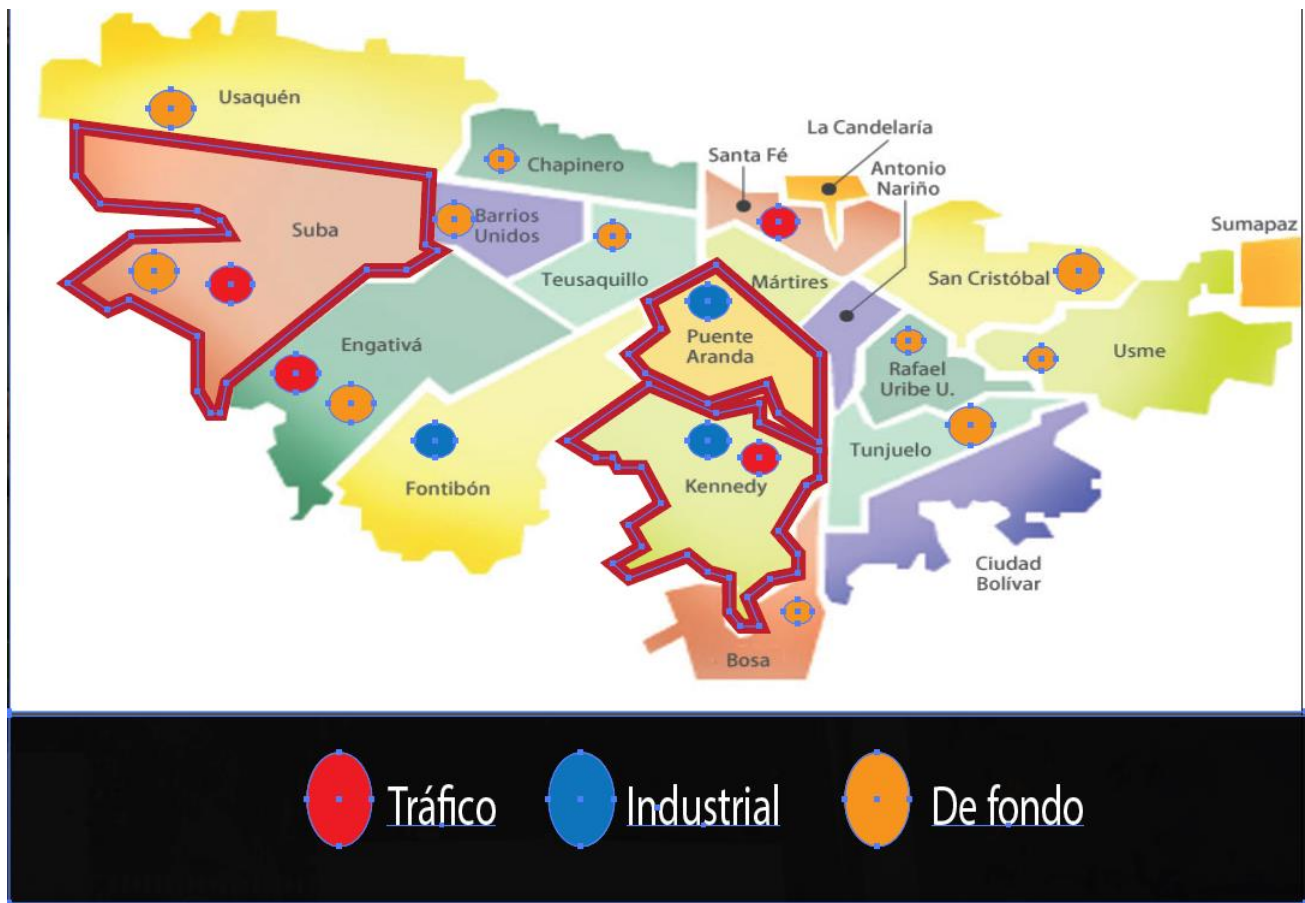 Usaquén
Chapinero
La Candelaría
Santa Fé
Antonio
Nariño
Suba
Barrios
Unidos
Teusaquillo
Mártires
San Cristóbal
Sumapaz
Engativá
Puente
Aranda
Rafael
Uribe U.
Usme
Fontibón
Kennedy
Tunjuelo
Ciudad
Bolívar
Bosa
Tráfico
Industrial
De fondo